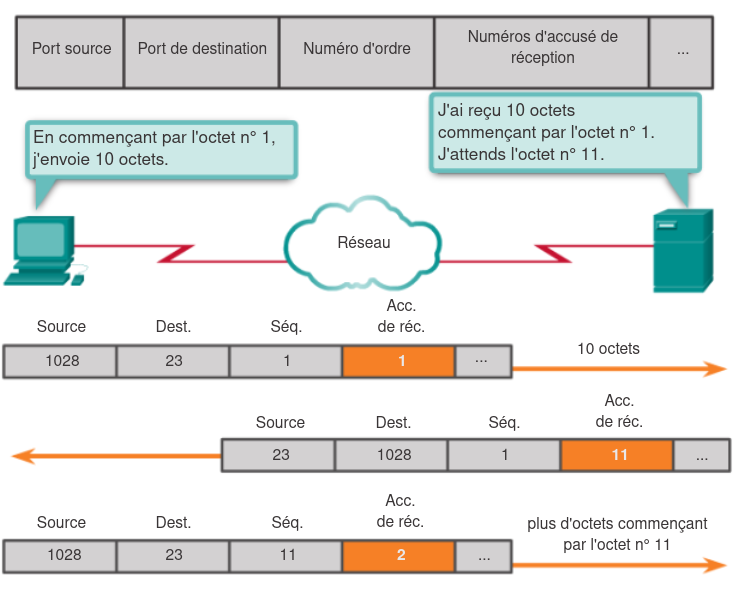 Port source
Port de destination
Numéro d'ordre
Numéros d'accusé de
réception
...
En commençant par l'octet n° 1,
j'envoie 10 octets.
J'ai reçu 10 octets
commençant par l'octet n° 1.
J'attends l'octet n° 11.
Réseau
Source
Dest.
Séq.
Acc.
de réc.
1028
23
1
1
...
10 octets
Source
Dest.
Séq.
Acc.
de réc.
23
1028
1
11
...
Source
Dest.
Séq.
Acc.
de réc.
1028
23
11
2
...
plus d'octets commençant
par l'octet n° 11